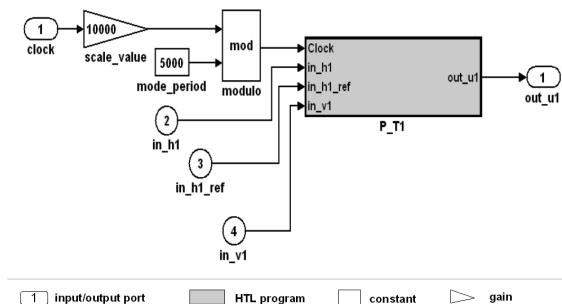 1
clock
10000
scale_value
5000
mode_period
mod
modulo
2
in_h1
3
in_h1_ref
4
in_v1
Clock
in_h1
in_h1_ref
in_v1
out_u1
P_T1
1
out_u1
1 input/output port
HTL program
constant
gain